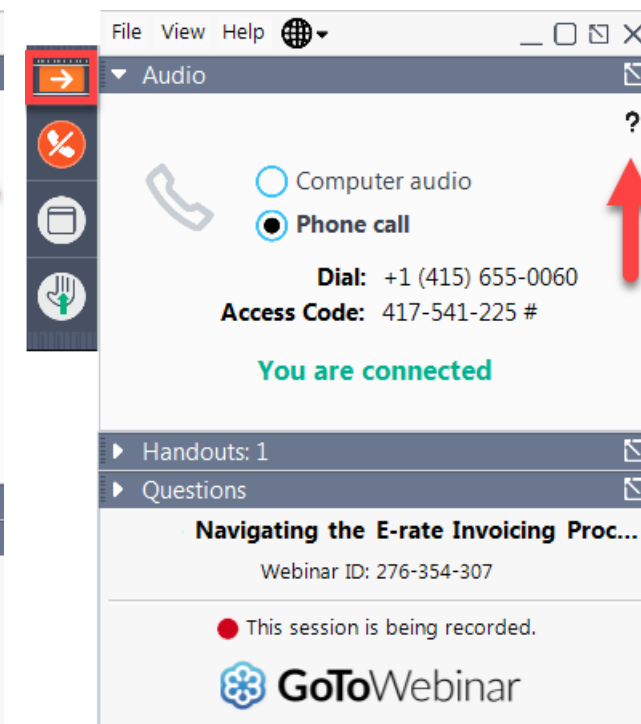 File View Help
Audio
?
Computer audio
Phone call
Dial: +1 (415) 655-0060
Access Code: 417-541-225 #
You are connected
Handouts: 1
Questions
Navigating the E-rate Invoicing Proc...
Webinar ID: 276-354-307
This session is being recorded.
GoToWebinar